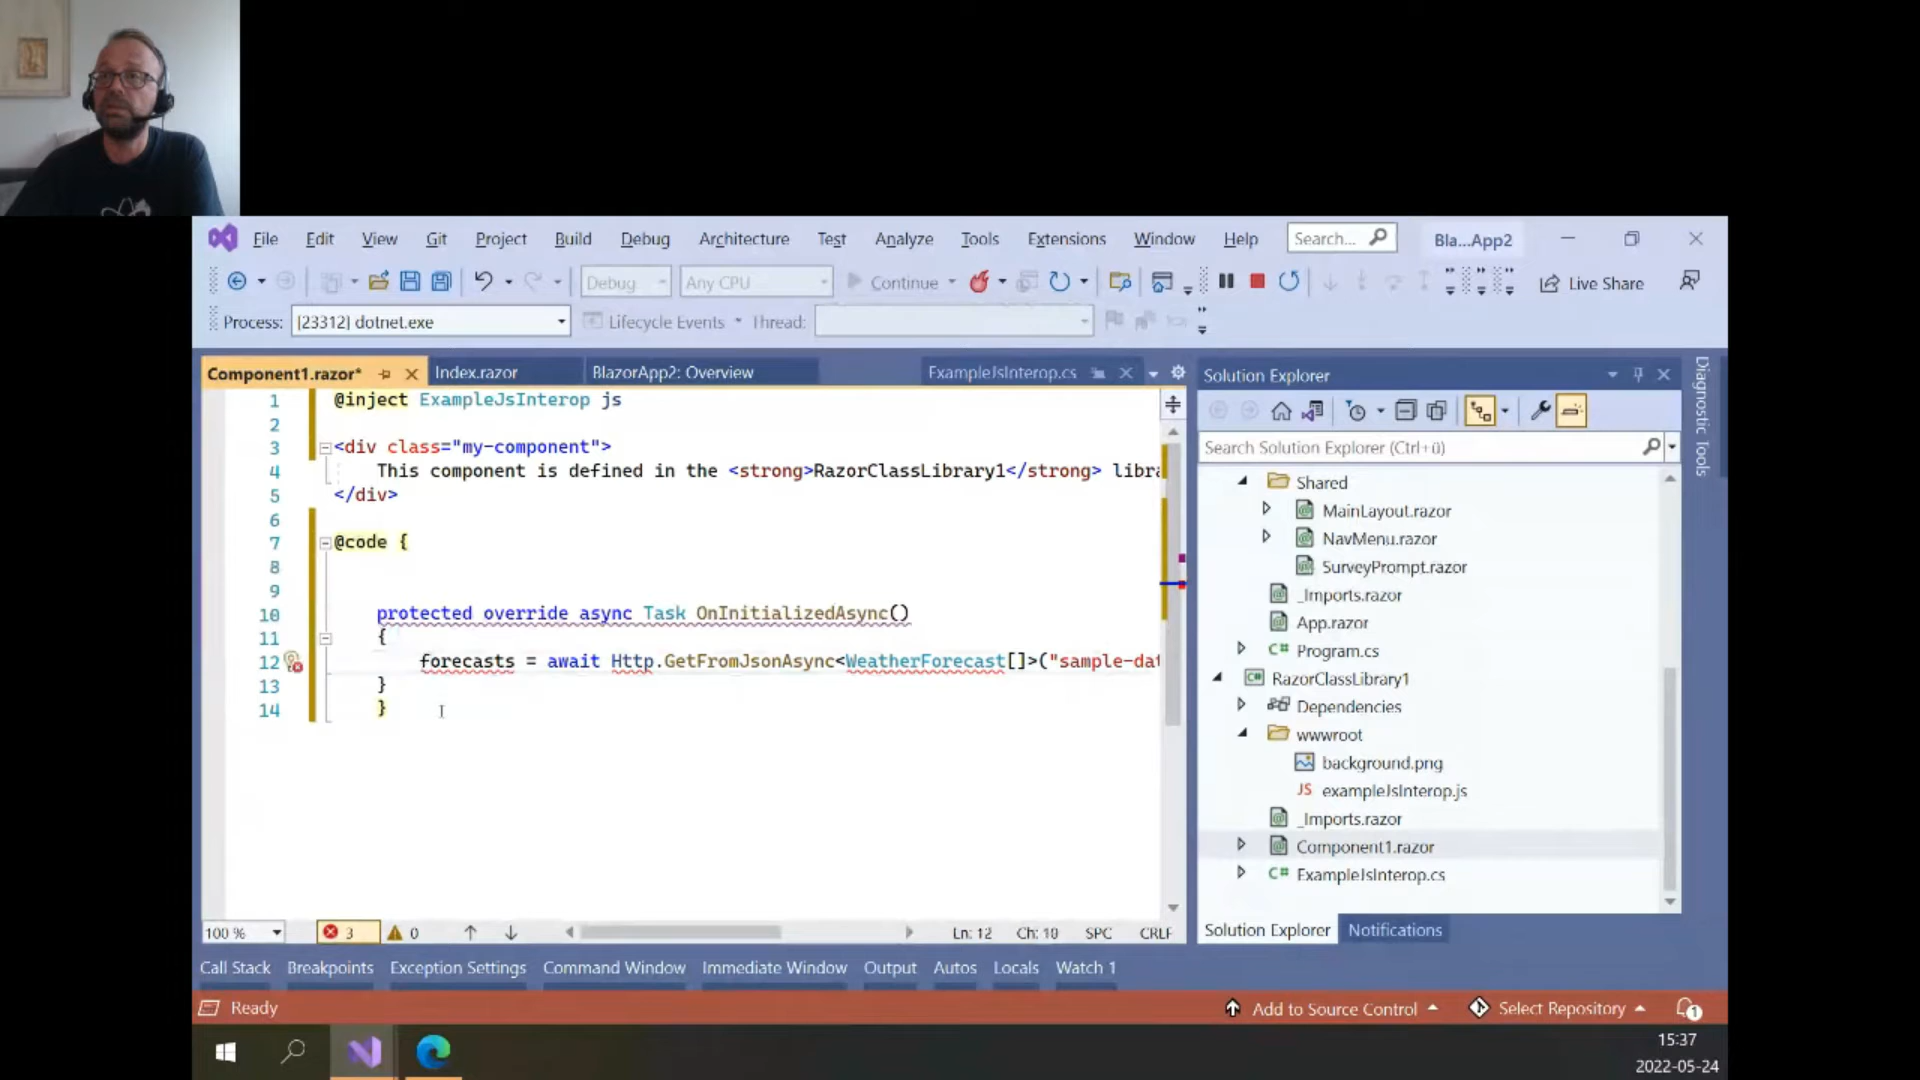 File Edit View Git Project Build Debug Architecture Test Analyze Tools Extensions Window Help Search... Bla...App2
Debug Any CPU Continue Live Share
Process: [23312] dotnet.exe Lifecycle Events Thread:
Component1.razor* Index.razor BlazorApp2: Overview ExampleJsInterop.cs
1 @inject ExampleJsInterop js
2
3 <div class="my-component">
4 This component is defined in the <strong>RazorClassLibrary1</strong> libra
5 </div>
6
7 @code {
8
9
10 protected override async Task OnInitializedAsync()
11 {
12 forecasts = await Http.GetFromJsonAsync<WeatherForecast[]>("sample-dat
13 }
14 }
100 % 3 0 Ln: 12 Ch: 10 SPC CRLF
Solution Explorer
Search Solution Explorer (Ctrl+ü)
Shared
MainLayout.razor
NavMenu.razor
SurveyPrompt.razor
_Imports.razor
App.razor
C# Program.cs
C# RazorClassLibrary1
Dependencies
wwwroot
background.png
JS exampleJsInterop.js
_Imports.razor
Component1.razor
C# ExampleJsInterop.cs
Solution Explorer Notifications
Diagnostic Tools
Call Stack Breakpoints Exception Settings Command Window Immediate Window Output Autos Locals Watch 1
Ready Add to Source Control Select Repository 1
15:37
2022-05-24